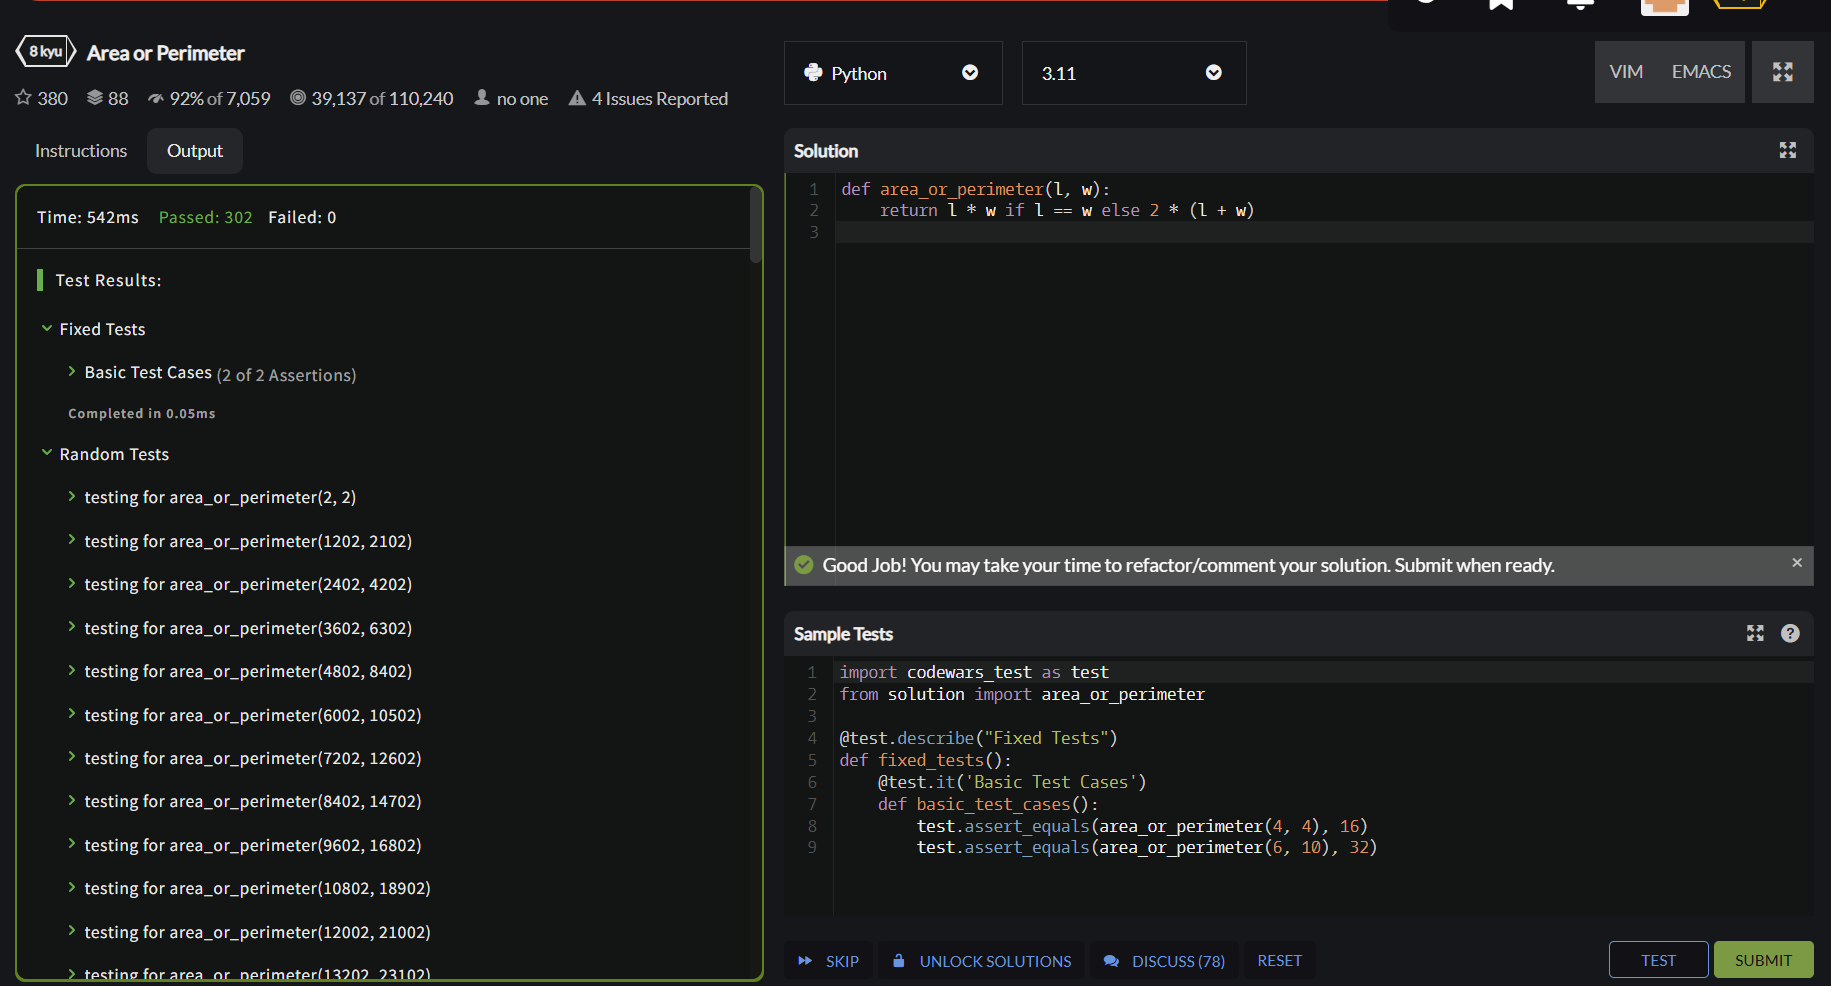 8 kyu Area or Perimeter
380 88 92% of 7,059 39,137 of 110,240 no one 4 Issues Reported
Instructions Output
Time: 542ms Passed: 302 Failed: 0
Test Results:
Fixed Tests
Basic Test Cases (2 of 2 Assertions)
Completed in 0.05ms
Random Tests
testing for area_or_perimeter(2, 2)
testing for area_or_perimeter(1202, 2102)
testing for area_or_perimeter(2402, 4202)
testing for area_or_perimeter(3602, 6302)
testing for area_or_perimeter(4802, 8402)
testing for area_or_perimeter(6002, 10502)
testing for area_or_perimeter(7202, 12602)
testing for area_or_perimeter(8402, 14702)
testing for area_or_perimeter(9602, 16802)
testing for area_or_perimeter(10802, 18902)
testing for area_or_perimeter(12002, 21002)
testing for area_or_perimeter(13202, 23102)
Python 3.11 VIM EMACS
Solution
1 def area_or_perimeter(l, w):
2 return l * w if l == w else 2 * (l + w)
3
Good Job! You may take your time to refactor/comment your solution. Submit when ready.
Sample Tests
1 import codewars_test as test
2 from solution import area_or_perimeter
3
4 @test.describe("Fixed Tests")
5 def fixed_tests():
6 @test.it('Basic Test Cases')
7 def basic_test_cases():
8 test.assert_equals(area_or_perimeter(4, 4), 16)
9 test.assert_equals(area_or_perimeter(6, 10), 32)
SKIP UNLOCK SOLUTIONS DISCUSS (78) RESET TEST SUBMIT